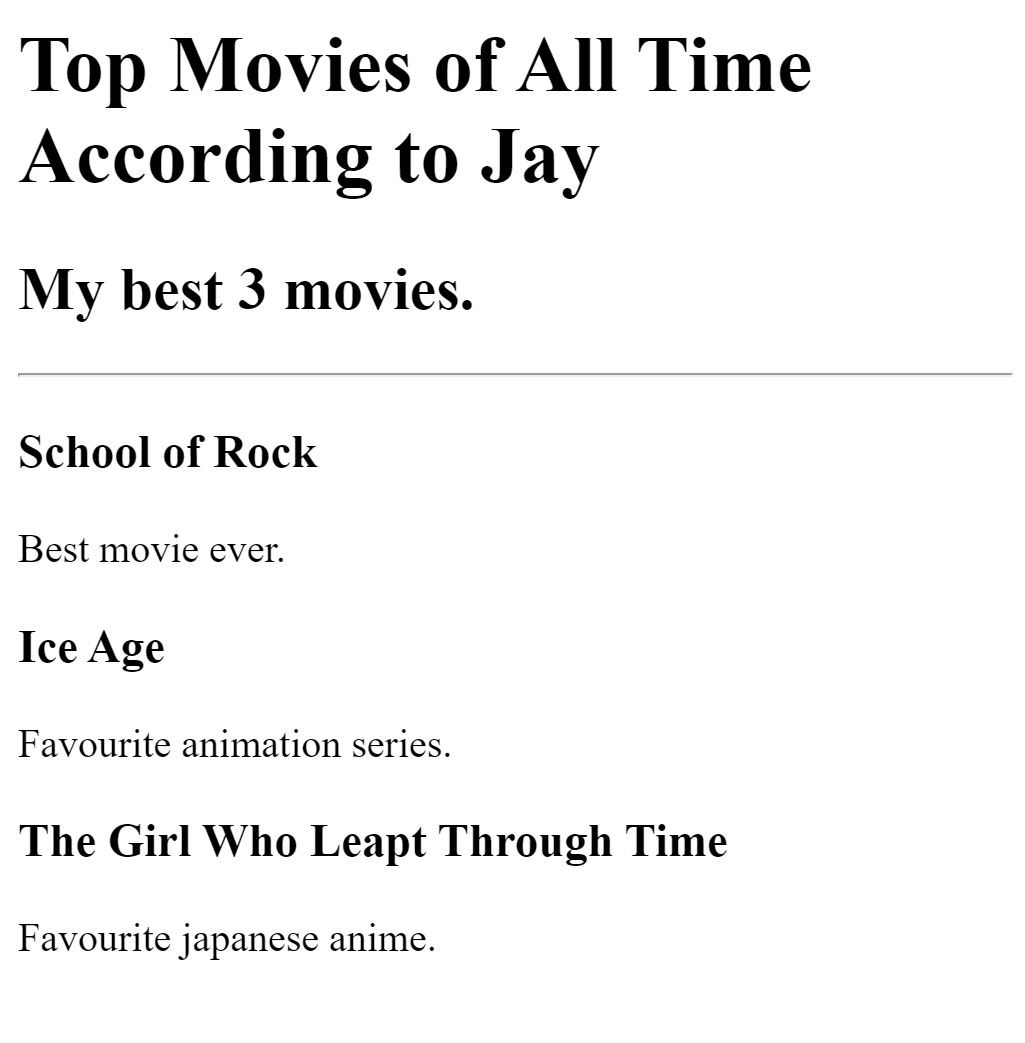 Top Movies of All Time
According to Jay
My best 3 movies.
School of Rock
Best movie ever.
Ice Age
Favourite animation series.
The Girl Who Leapt Through Time
Favourite japanese anime.